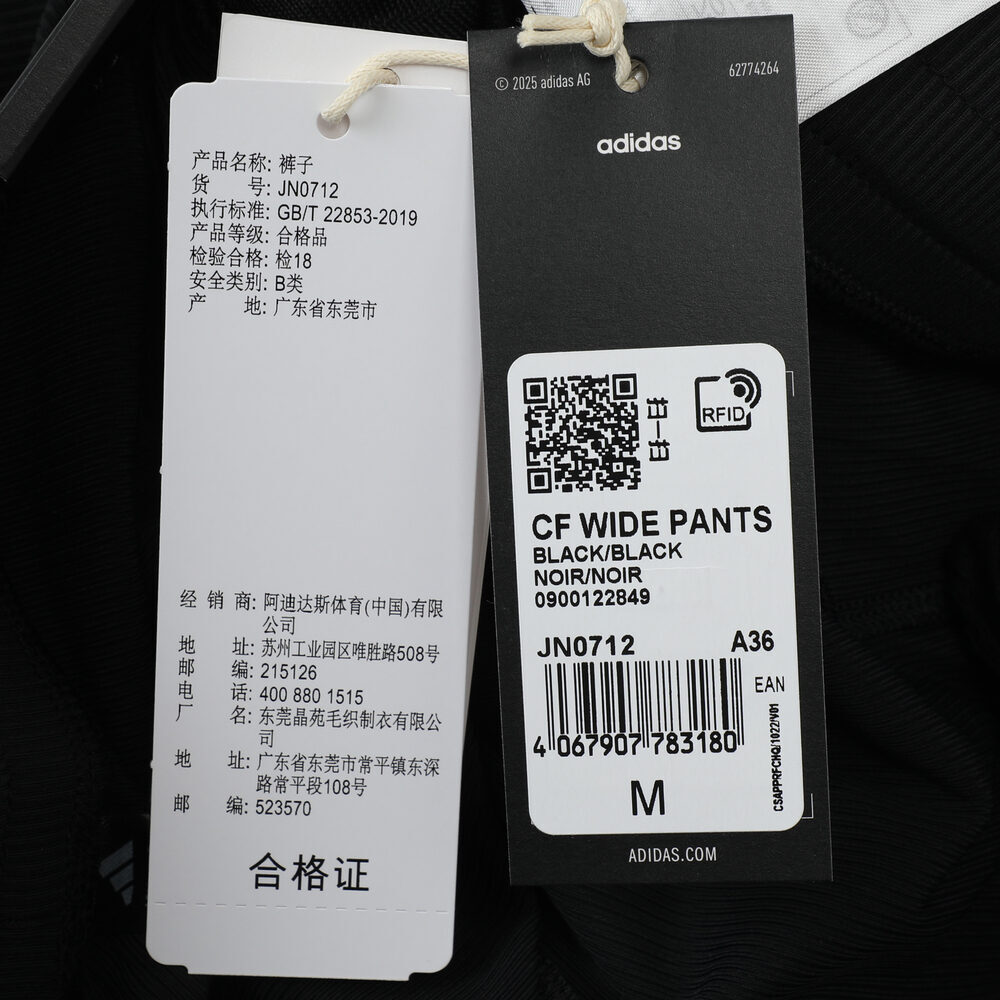 产品名称: 裤子
货 号: JN0712
执行标准: GB/T 22853-2019
产品等级: 合格品
检验合格: 检18
安全类别: B类
产 地: 广东省东莞市
经 销 商: 阿迪达斯体育(中国)有限
公司
地 址: 苏州工业园区唯胜路508号
邮 编: 215126
电 话: 400 880 1515
厂 名: 东莞晶苑毛织制衣有限公
司
地 址: 广东省东莞市常平镇东深
路常平段108号
邮 编: 523570
合格证
© 2025 adidas AG
62774264
adidas
扫一扫
RFID
CF WIDE PANTS
BLACK/BLACK
NOIR/NOIR
0900122849
JN0712 A36
EAN
4 067907 783180
CSAPPRFCHQ/1022/V01
M
ADIDAS.COM